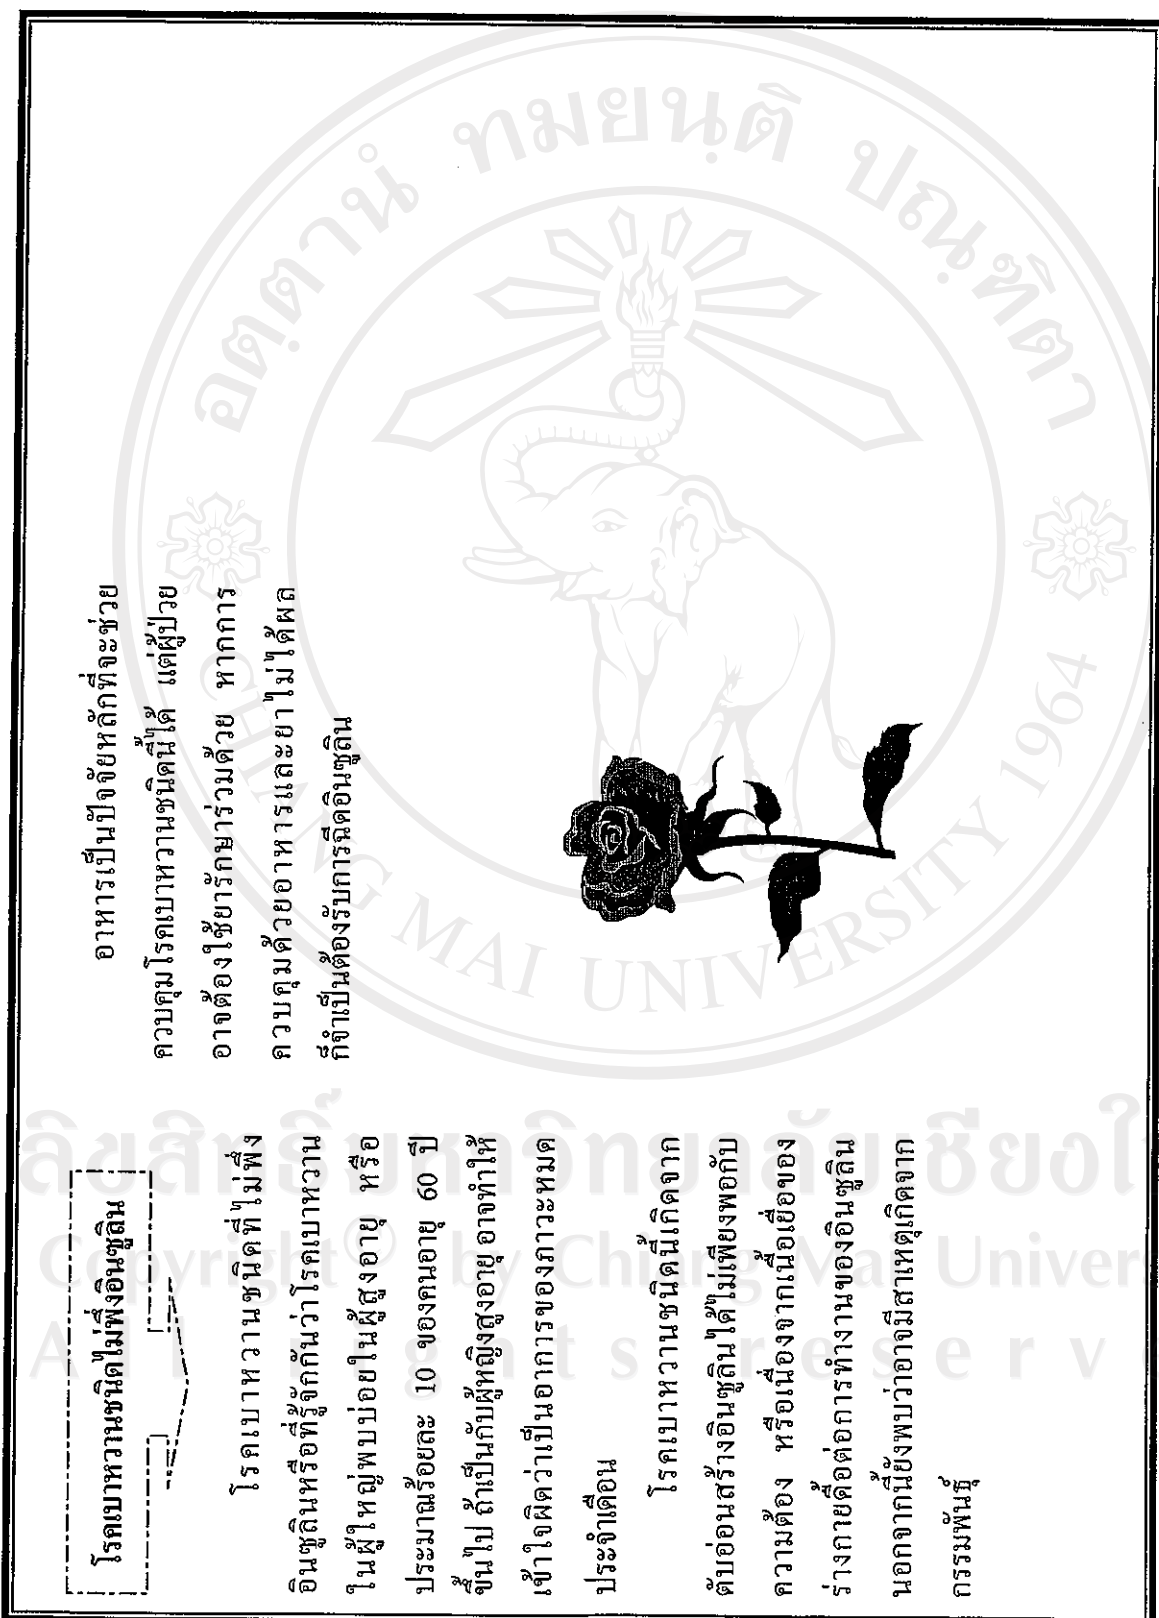 โรคเบาหวานชนิดไม่พึ่งอินซูลิน
โรคเบาหวานชนิดที่ไม่พึ่ง
อินซูลินหรือที่รู้จักกันว่าโรคเบาหวาน
ในผู้ใหญ่พบบ่อยในผู้สูงอายุ หรือ
ประมาณร้อยละ 10 ของคนอายุ 60 ปี
ขึ้นไป ถ้าเป็นกับผู้หญิงสูงอายุ อาจทำให้
เข้าใจผิดว่าเป็นอาการของภาวะหมด
ประจำเดือน
โรคเบาหวานชนิดนี้เกิดจาก
ตับอ่อนสร้างอินซูลินได้ไม่เพียงพอกับ
ความต้อง หรือเนื่องจากเนื้อเยื่อของ
ร่างกายดื้อต่อการทำงานของอินซูลิน
นอกจากนี้ยังพบว่าอาจมีสาเหตุเกิดจาก
กรรมพันธุ์
อาหารเป็นปัจจัยหลักที่จะช่วย
ควบคุมโรคเบาหวานชนิดนี้ได้ แต่ผู้ป่วย
อาจต้องใช้ยารักษาร่วมด้วย หากการ
ควบคุมด้วยอาหารและยาไม่ได้ผล
ก็จำเป็นต้องรับการฉีดอินซูลิน
อตฺตานํ ทมยนฺติ ปณฺฑิตา
CHIANG MAI UNIVERSITY 1964
ลิขสิทธิ์มหาวิทยาลัยเชียงใ
Copyright © by Chiang Mai Univer
All rights reserv